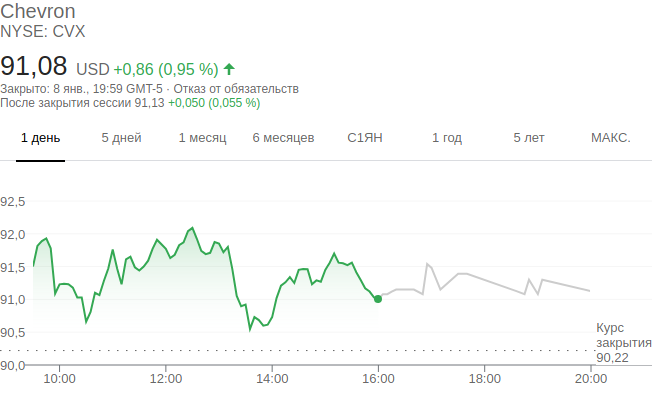 Chevron
NYSE: CVX
91,08 USD +0,86 (0,95 %)
Закрыто: 8 янв., 19:59 GMT-5 · Отказ от обязательств
После закрытия сессии 91,13 +0,050 (0,055 %)
1 день 5 дней 1 месяц 6 месяцев С1ЯН 1 год 5 лет МАКС.
92,5
92,0
91,5
91,0
90,5
90,0
Курс
закрытия
90,22
10:00 12:00 14:00 16:00 18:00 20:00